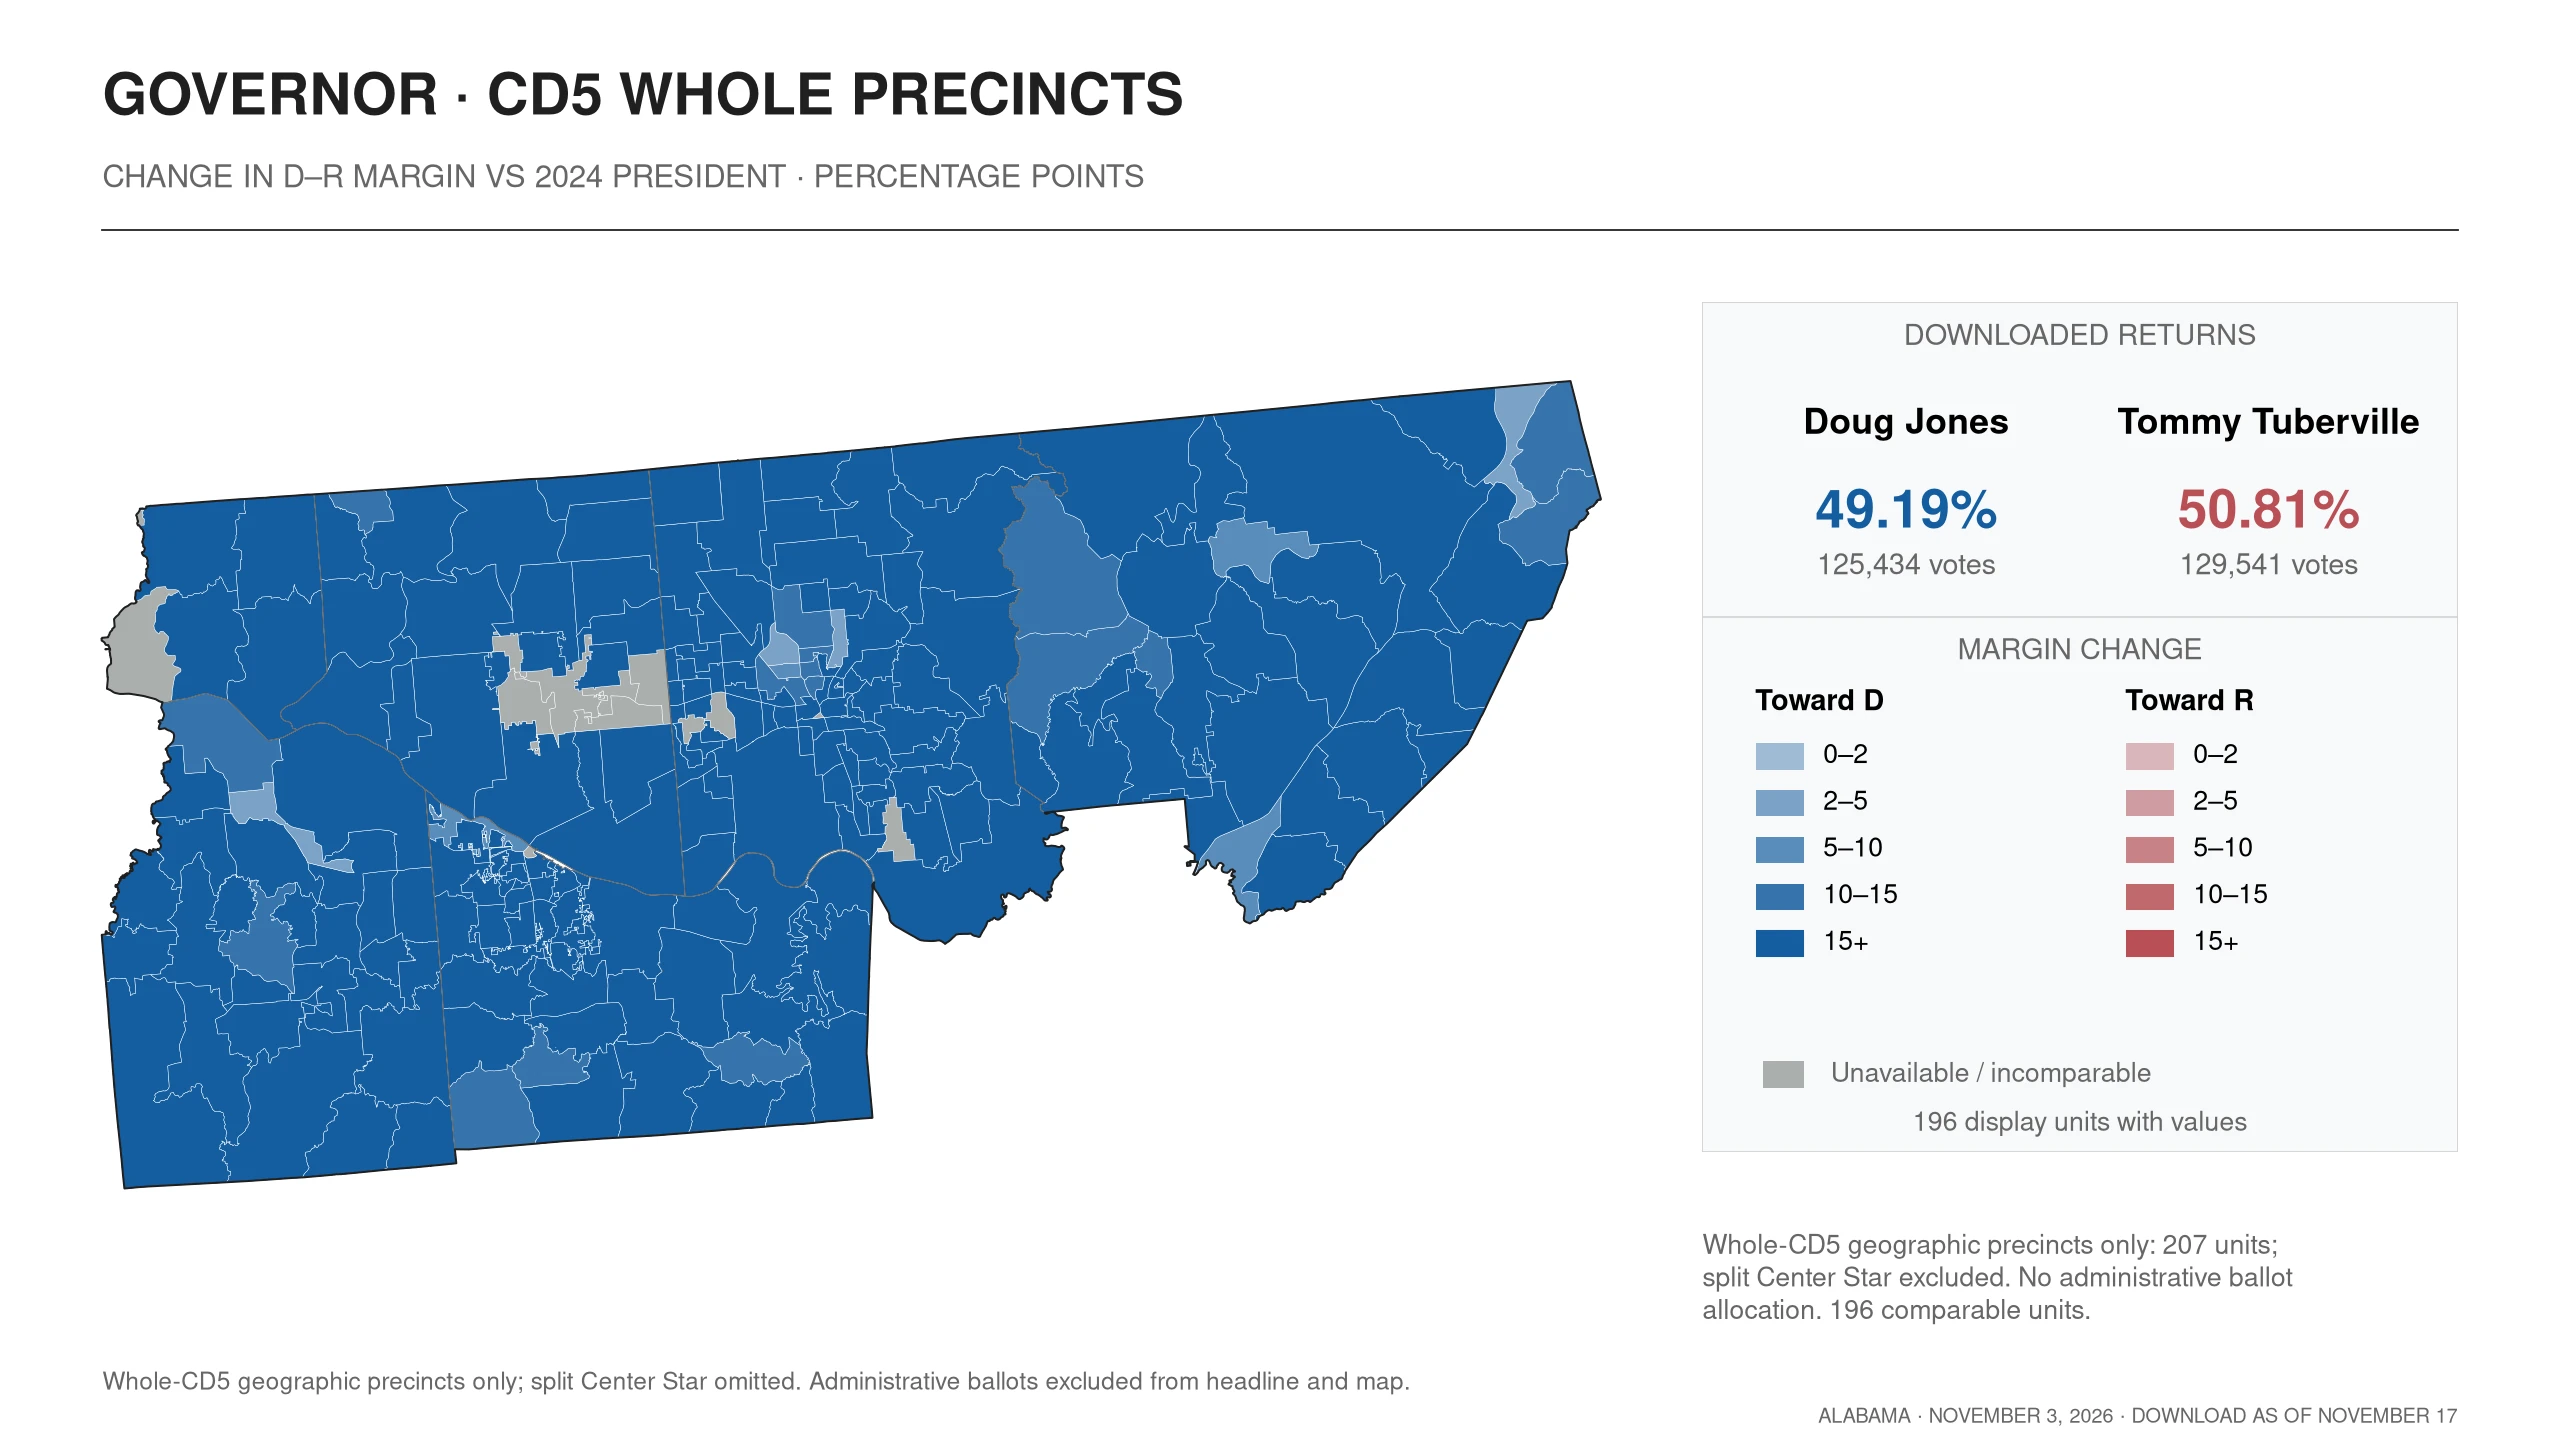 GOVERNOR · CD5 WHOLE PRECINCTS
CHANGE IN D–R MARGIN VS 2024 PRESIDENT · PERCENTAGE POINTS
DOWNLOADED RETURNS
Doug Jones
Tommy Tuberville
49.19%
50.81%
125,434 votes
129,541 votes
MARGIN CHANGE
Toward D
Toward R
0–2
0–2
2–5
2–5
5–10
5–10
10–15
10–15
15+
15+
Unavailable / incomparable
196 display units with values
Whole-CD5 geographic precincts only: 207 units;
split Center Star excluded. No administrative ballot
allocation. 196 comparable units.
Whole-CD5 geographic precincts only; split Center Star omitted. Administrative ballots excluded from headline and map.
ALABAMA · NOVEMBER 3, 2026 · DOWNLOAD AS OF NOVEMBER 17